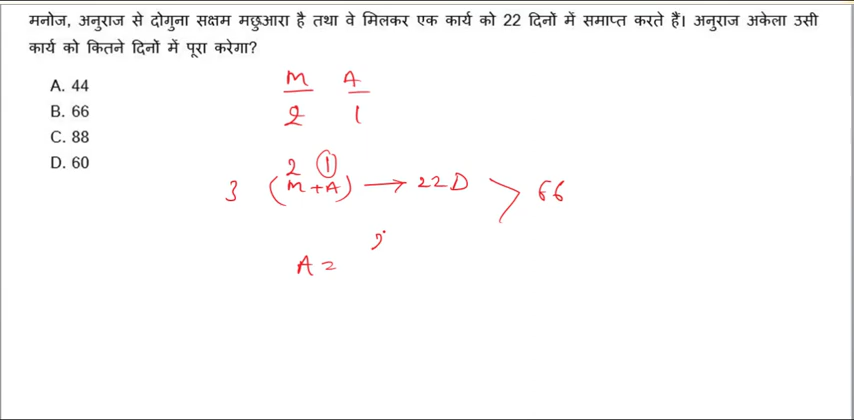 मनोज, अनुराज से दोगुना सक्षम मछुआरा है तथा वे मिलकर एक कार्य को 22 दिनों में समाप्त करते हैं। अनुराज अकेला उसी
कार्य को कितने दिनों में पूरा करेगा?
A. 44
B. 66
C. 88
D. 60
M A
2 1
2 1
3 (M+A) → 22D > 66
A =